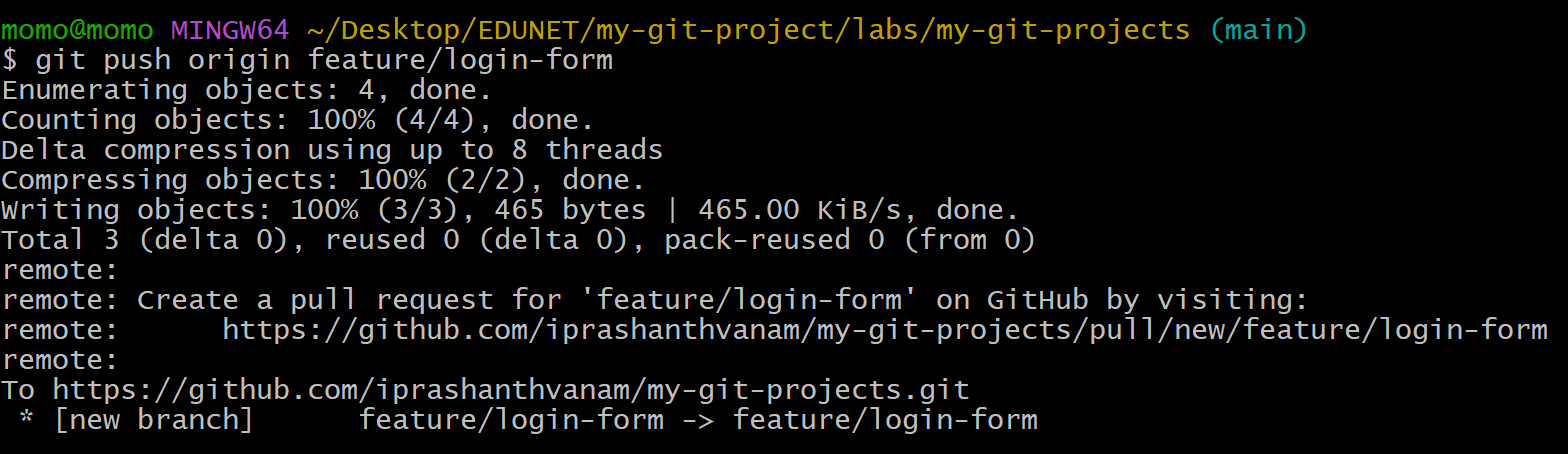 momo@momo MINGW64 ~/Desktop/EDUNET/my-git-project/labs/my-git-projects (main)
$ git push origin feature/login-form
Enumerating objects: 4, done.
Counting objects: 100% (4/4), done.
Delta compression using up to 8 threads
Compressing objects: 100% (2/2), done.
Writing objects: 100% (3/3), 465 bytes | 465.00 KiB/s, done.
Total 3 (delta 0), reused 0 (delta 0), pack-reused 0 (from 0)
remote:
remote: Create a pull request for 'feature/login-form' on GitHub by visiting:
remote:      https://github.com/iprashanthvanam/my-git-projects/pull/new/feature/login-form
remote:
To https://github.com/iprashanthvanam/my-git-projects.git
 * [new branch]      feature/login-form -> feature/login-form